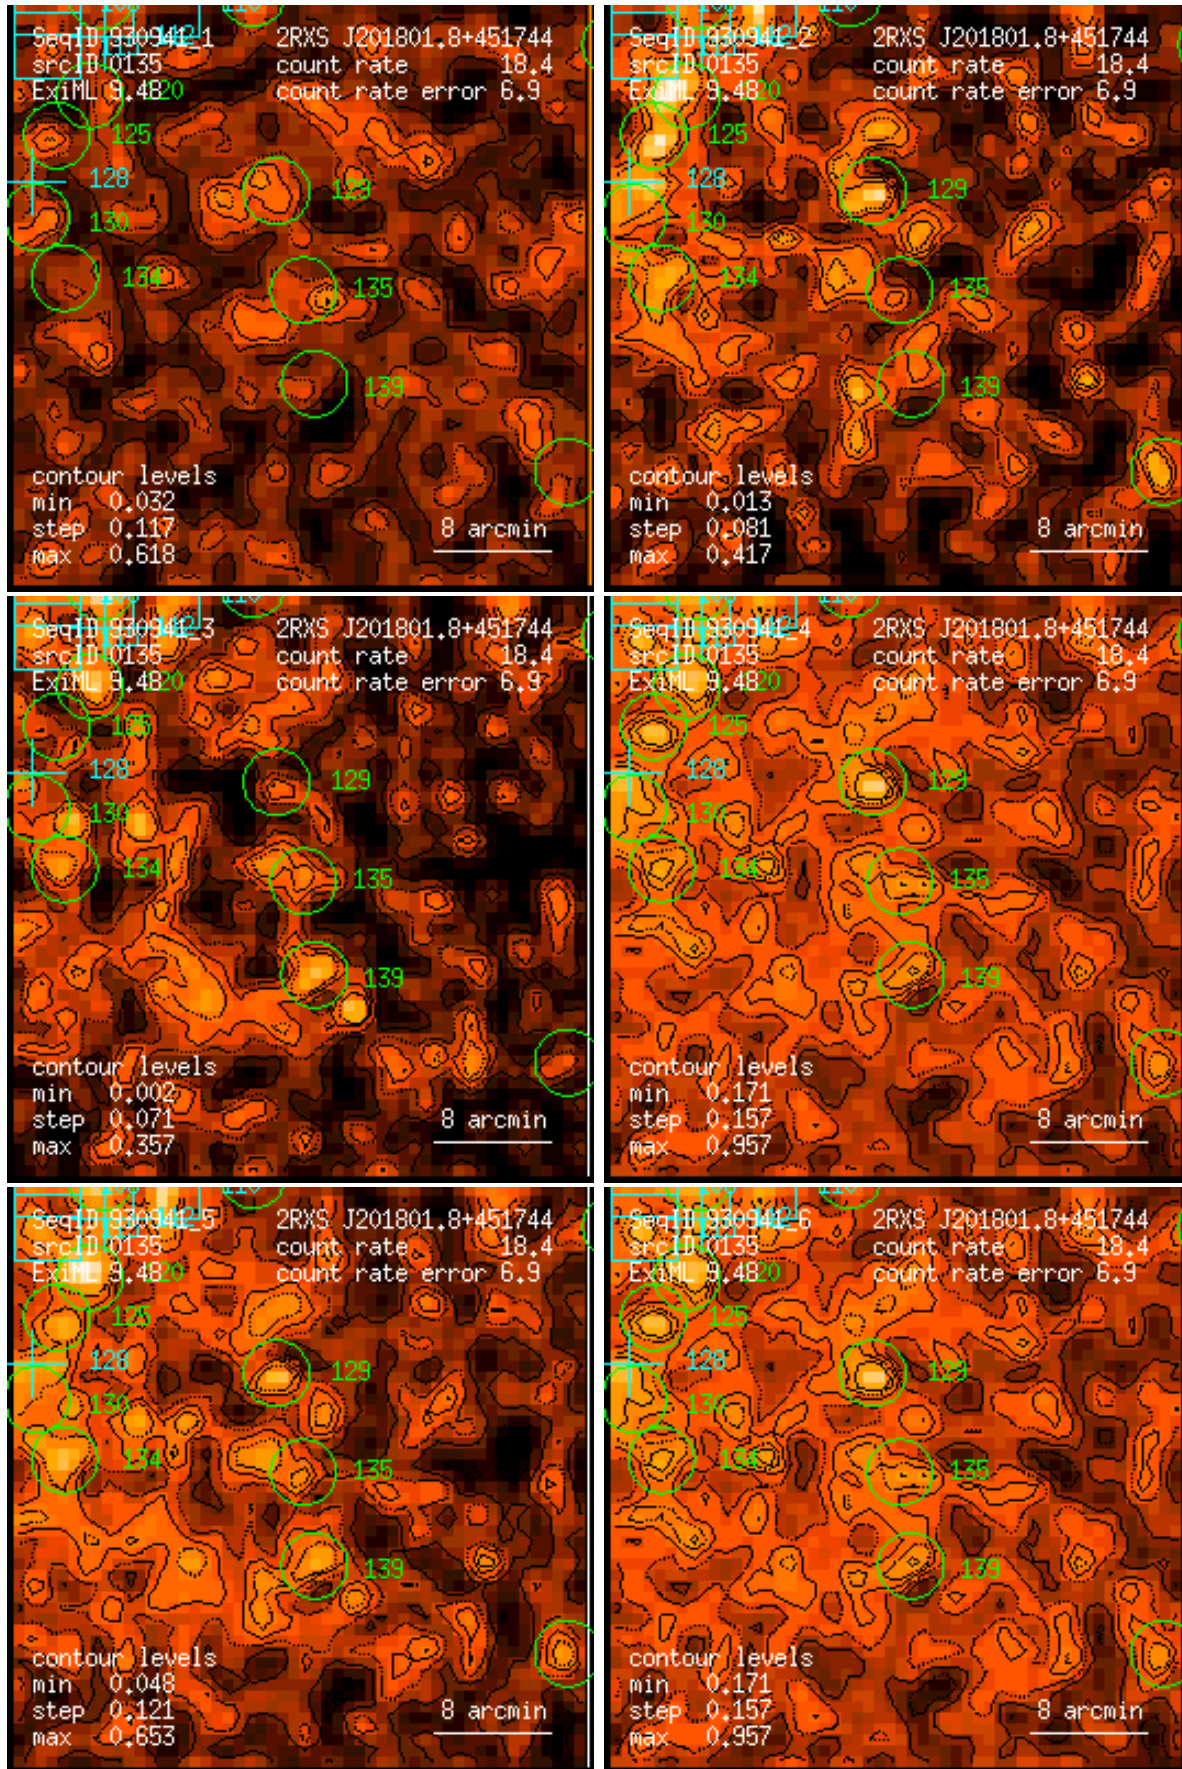 SeqID 930941_1 2RXS J201801.8+451744
srcID 0135 count rate 18.4
ExiML 9.48 count rate error 6.9
120
125
128
129
130
134
135
139
contour levels
min 0.032
step 0.117
max 0.618
8 arcmin
SeqID 930941_2 2RXS J201801.8+451744
srcID 0135 count rate 18.4
ExiML 9.48 count rate error 6.9
120
125
128
129
130
134
135
139
contour levels
min 0.013
step 0.081
max 0.417
8 arcmin
SeqID 930941_3 2RXS J201801.8+451744
srcID 0135 count rate 18.4
ExiML 9.48 count rate error 6.9
120
125
128
129
130
134
135
139
contour levels
min 0.002
step 0.071
max 0.357
8 arcmin
SeqID 930941_4 2RXS J201801.8+451744
srcID 0135 count rate 18.4
ExiML 9.48 count rate error 6.9
120
125
128
129
130
134
135
139
contour levels
min 0.171
step 0.157
max 0.957
8 arcmin
SeqID 930941_5 2RXS J201801.8+451744
srcID 0135 count rate 18.4
ExiML 9.48 count rate error 6.9
120
125
128
129
130
134
135
139
contour levels
min 0.048
step 0.121
max 0.653
8 arcmin
SeqID 930941_6 2RXS J201801.8+451744
srcID 0135 count rate 18.4
ExiML 9.48 count rate error 6.9
120
125
128
129
130
134
135
139
contour levels
min 0.171
step 0.157
max 0.957
8 arcmin